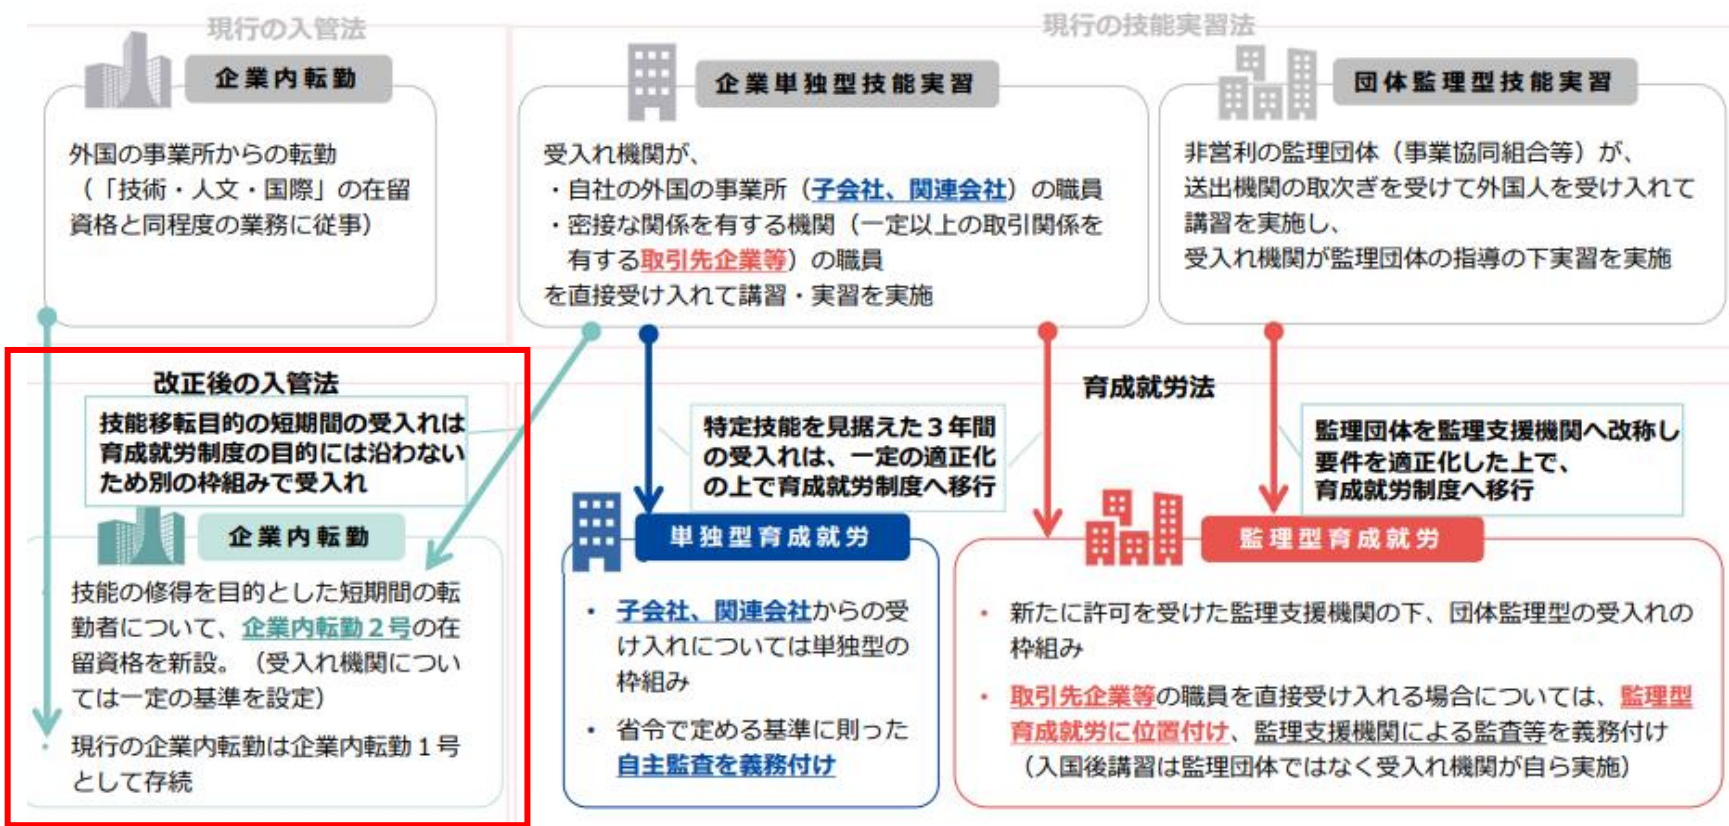 現行の入管法
企業内転勤
外国の事業所からの転勤
（「技術・人文・国際」の在留
資格と同程度の業務に従事）
現行の技能実習法
企業単独型技能実習
受入れ機関が、
・自社の外国の事業所（子会社、関連会社）の職員
・密接な関係を有する機関（一定以上の取引関係を
有する取引先企業等）の職員
を直接受け入れて講習・実習を実施
団体監理型技能実習
非営利の監理団体（事業協同組合等）が、
送出機関の取次ぎを受けて外国人を受け入れて
講習を実施し、
受入れ機関が監理団体の指導の下実習を実施
改正後の入管法
技能移転目的の短期間の受入れは
育成就労制度の目的には沿わない
ため別の枠組みで受入れ
企業内転勤
技能の修得を目的とした短期間の転
勤者について、企業内転勤２号の在
留資格を新設。（受入れ機関につい
ては一定の基準を設定）
• 現行の企業内転勤は企業内転勤１号
として存続
育成就労法
特定技能を見据えた３年間
の受入れは、一定の適正化
の上で育成就労制度へ移行
単独型育成就労
• 子会社、関連会社からの受
け入れについては単独型の
枠組み
• 省令で定める基準に則った
自主監査を義務付け
監理団体を監理支援機関へ改称し
要件を適正化した上で、
育成就労制度へ移行
監理型育成就労
• 新たに許可を受けた監理支援機関の下、団体監理型の受入れの
枠組み
• 取引先企業等の職員を直接受け入れる場合については、監理型
育成就労に位置付け、監理支援機関による監査等を義務付け
（入国後講習は監理団体ではなく受入れ機関が自ら実施）